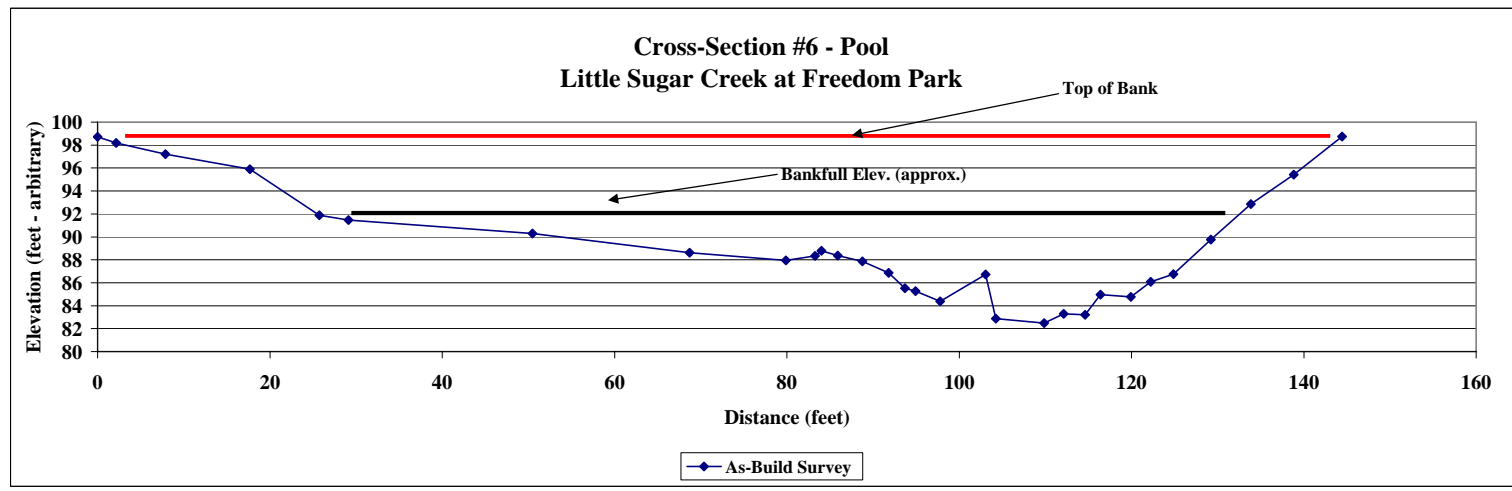 Cross-Section #6 - Pool
Little Sugar Creek at Freedom Park
Top of Bank
Bankfull Elev. (approx.)
Elevation (feet - arbitrary)
100
98
96
94
92
90
88
86
84
82
80
0 20 40 60 80 100 120 140 160
Distance (feet)
As-Build Survey